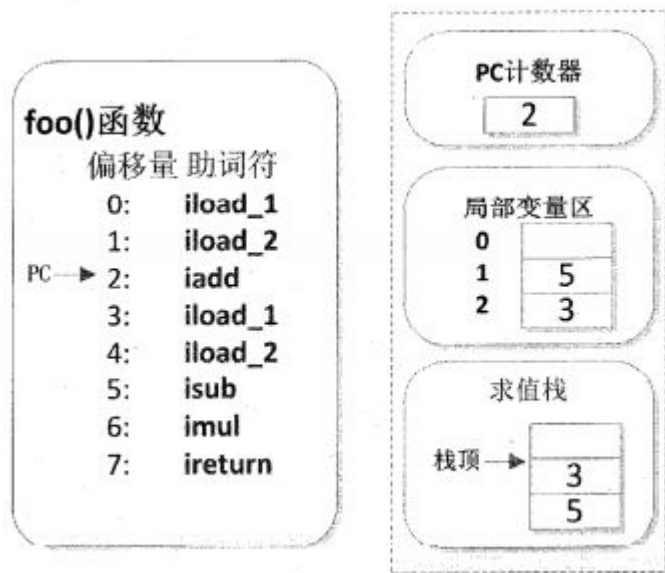 foo()函数
偏移量 助词符
0: iload_1
1: iload_2
PC 2: iadd
3: iload_1
4: iload_2
5: isub
6: imul
7: ireturn
PC计数器
2
局部变量区
0
1 5
2 3
求值栈
栈顶
3
5